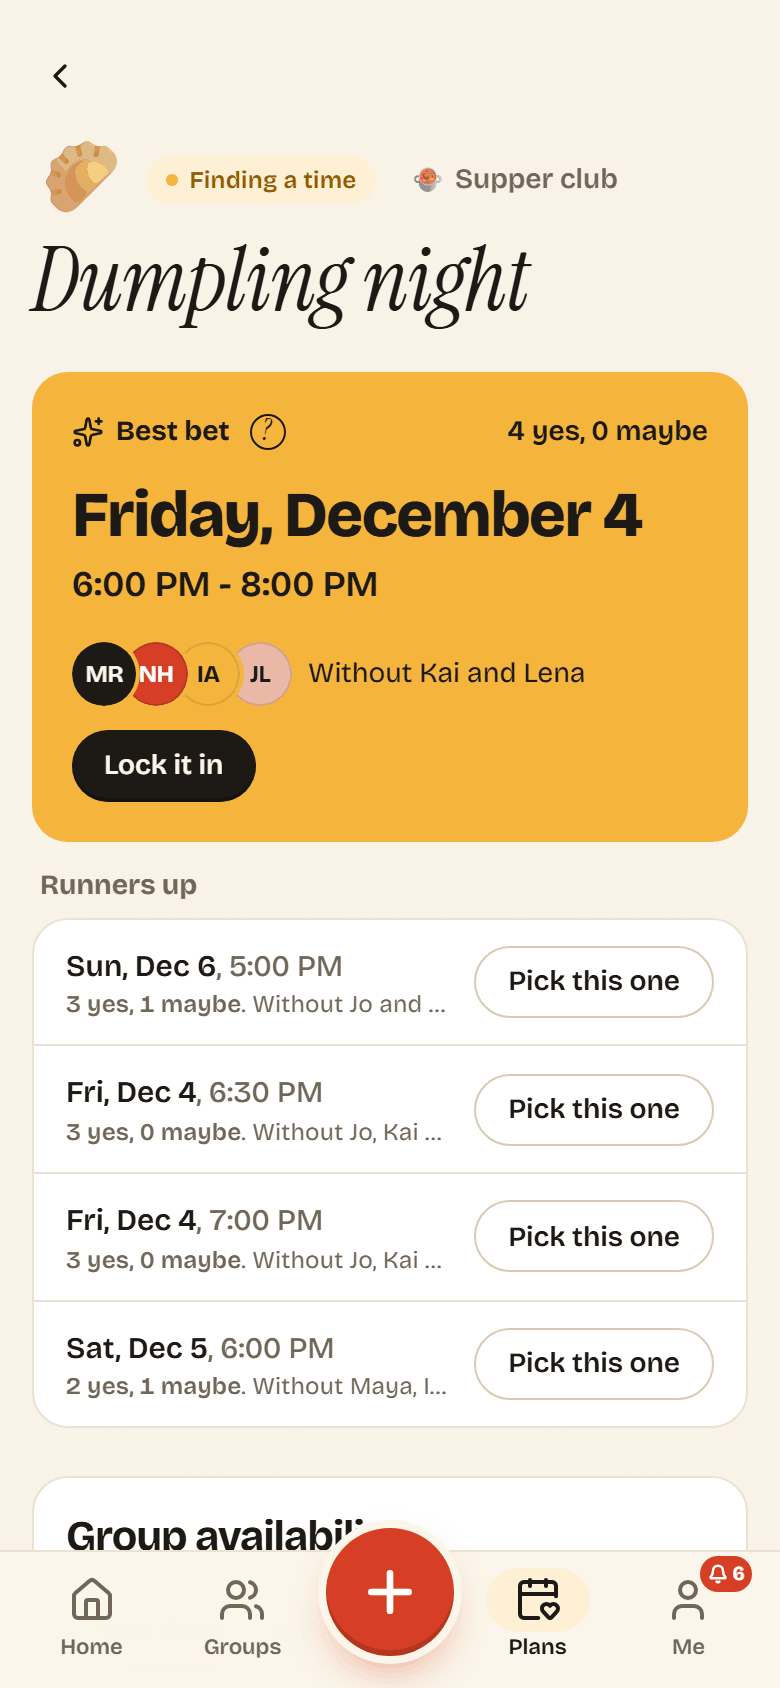 Finding a time
Supper club
Dumpling night
Best bet ?
4 yes, 0 maybe
Friday, December 4
6:00 PM - 8:00 PM
MR NH IA JL Without Kai and Lena
Lock it in
Runners up
Sun, Dec 6, 5:00 PM
3 yes, 1 maybe. Without Jo and ...
Pick this one
Fri, Dec 4, 6:30 PM
3 yes, 0 maybe. Without Jo, Kai ...
Pick this one
Fri, Dec 4, 7:00 PM
3 yes, 0 maybe. Without Jo, Kai ...
Pick this one
Sat, Dec 5, 6:00 PM
2 yes, 1 maybe. Without Maya, I...
Pick this one
Group
6
Home
Groups
Plans
Me